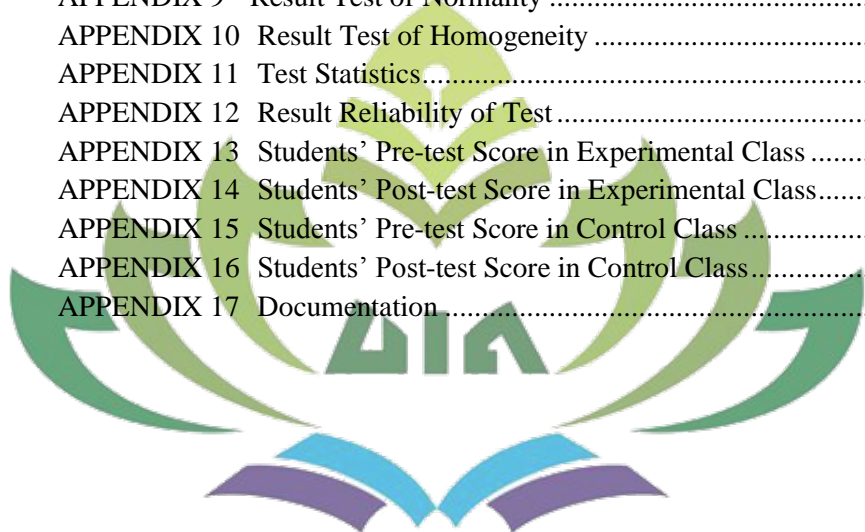 APPENDIX 9 Result Test of Normality ..............................
APPENDIX 10 Result Test of Homogeneity ..............................
APPENDIX 11 Test Statistics..............................
APPENDIX 12 Result Reliability of Test ..............................
APPENDIX 13 Students’ Pre-test Score in Experimental Class .......
APPENDIX 14 Students’ Post-test Score in Experimental Class......
APPENDIX 15 Students’ Pre-test Score in Control Class ...............
APPENDIX 16 Students’ Post-test Score in Control Class..............
APPENDIX 17 Documentation ..............................
UIN